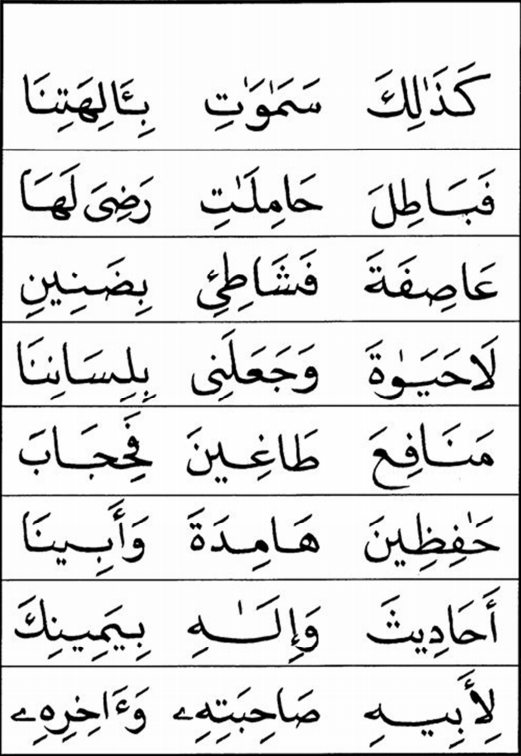 كَذَٰلِكَ سَمَٰوَٰتِ بِـَٔالِهَتِنَا
فَبَاطِلَ حَامِلَٰتِ رَضِىَ لَهَا
عَاصِفَةَ فَشَاطِئِ بِضَنِينِ
لَاحَيَوٰةَ وَجَعَلَنِى بِلِسَانِنَا
مَنَافِعَ طَاغِينَ فَحِجَابَ
حَٰفِظِينَ هَامِدَةَ وَأَبِينَا
أَحَادِيثَ وَإِلَٰهِ بِيَمِينِكَ
لِأَبِيهِ صَاحِبَتِهِۦ وَءَاخِرِهِۦ